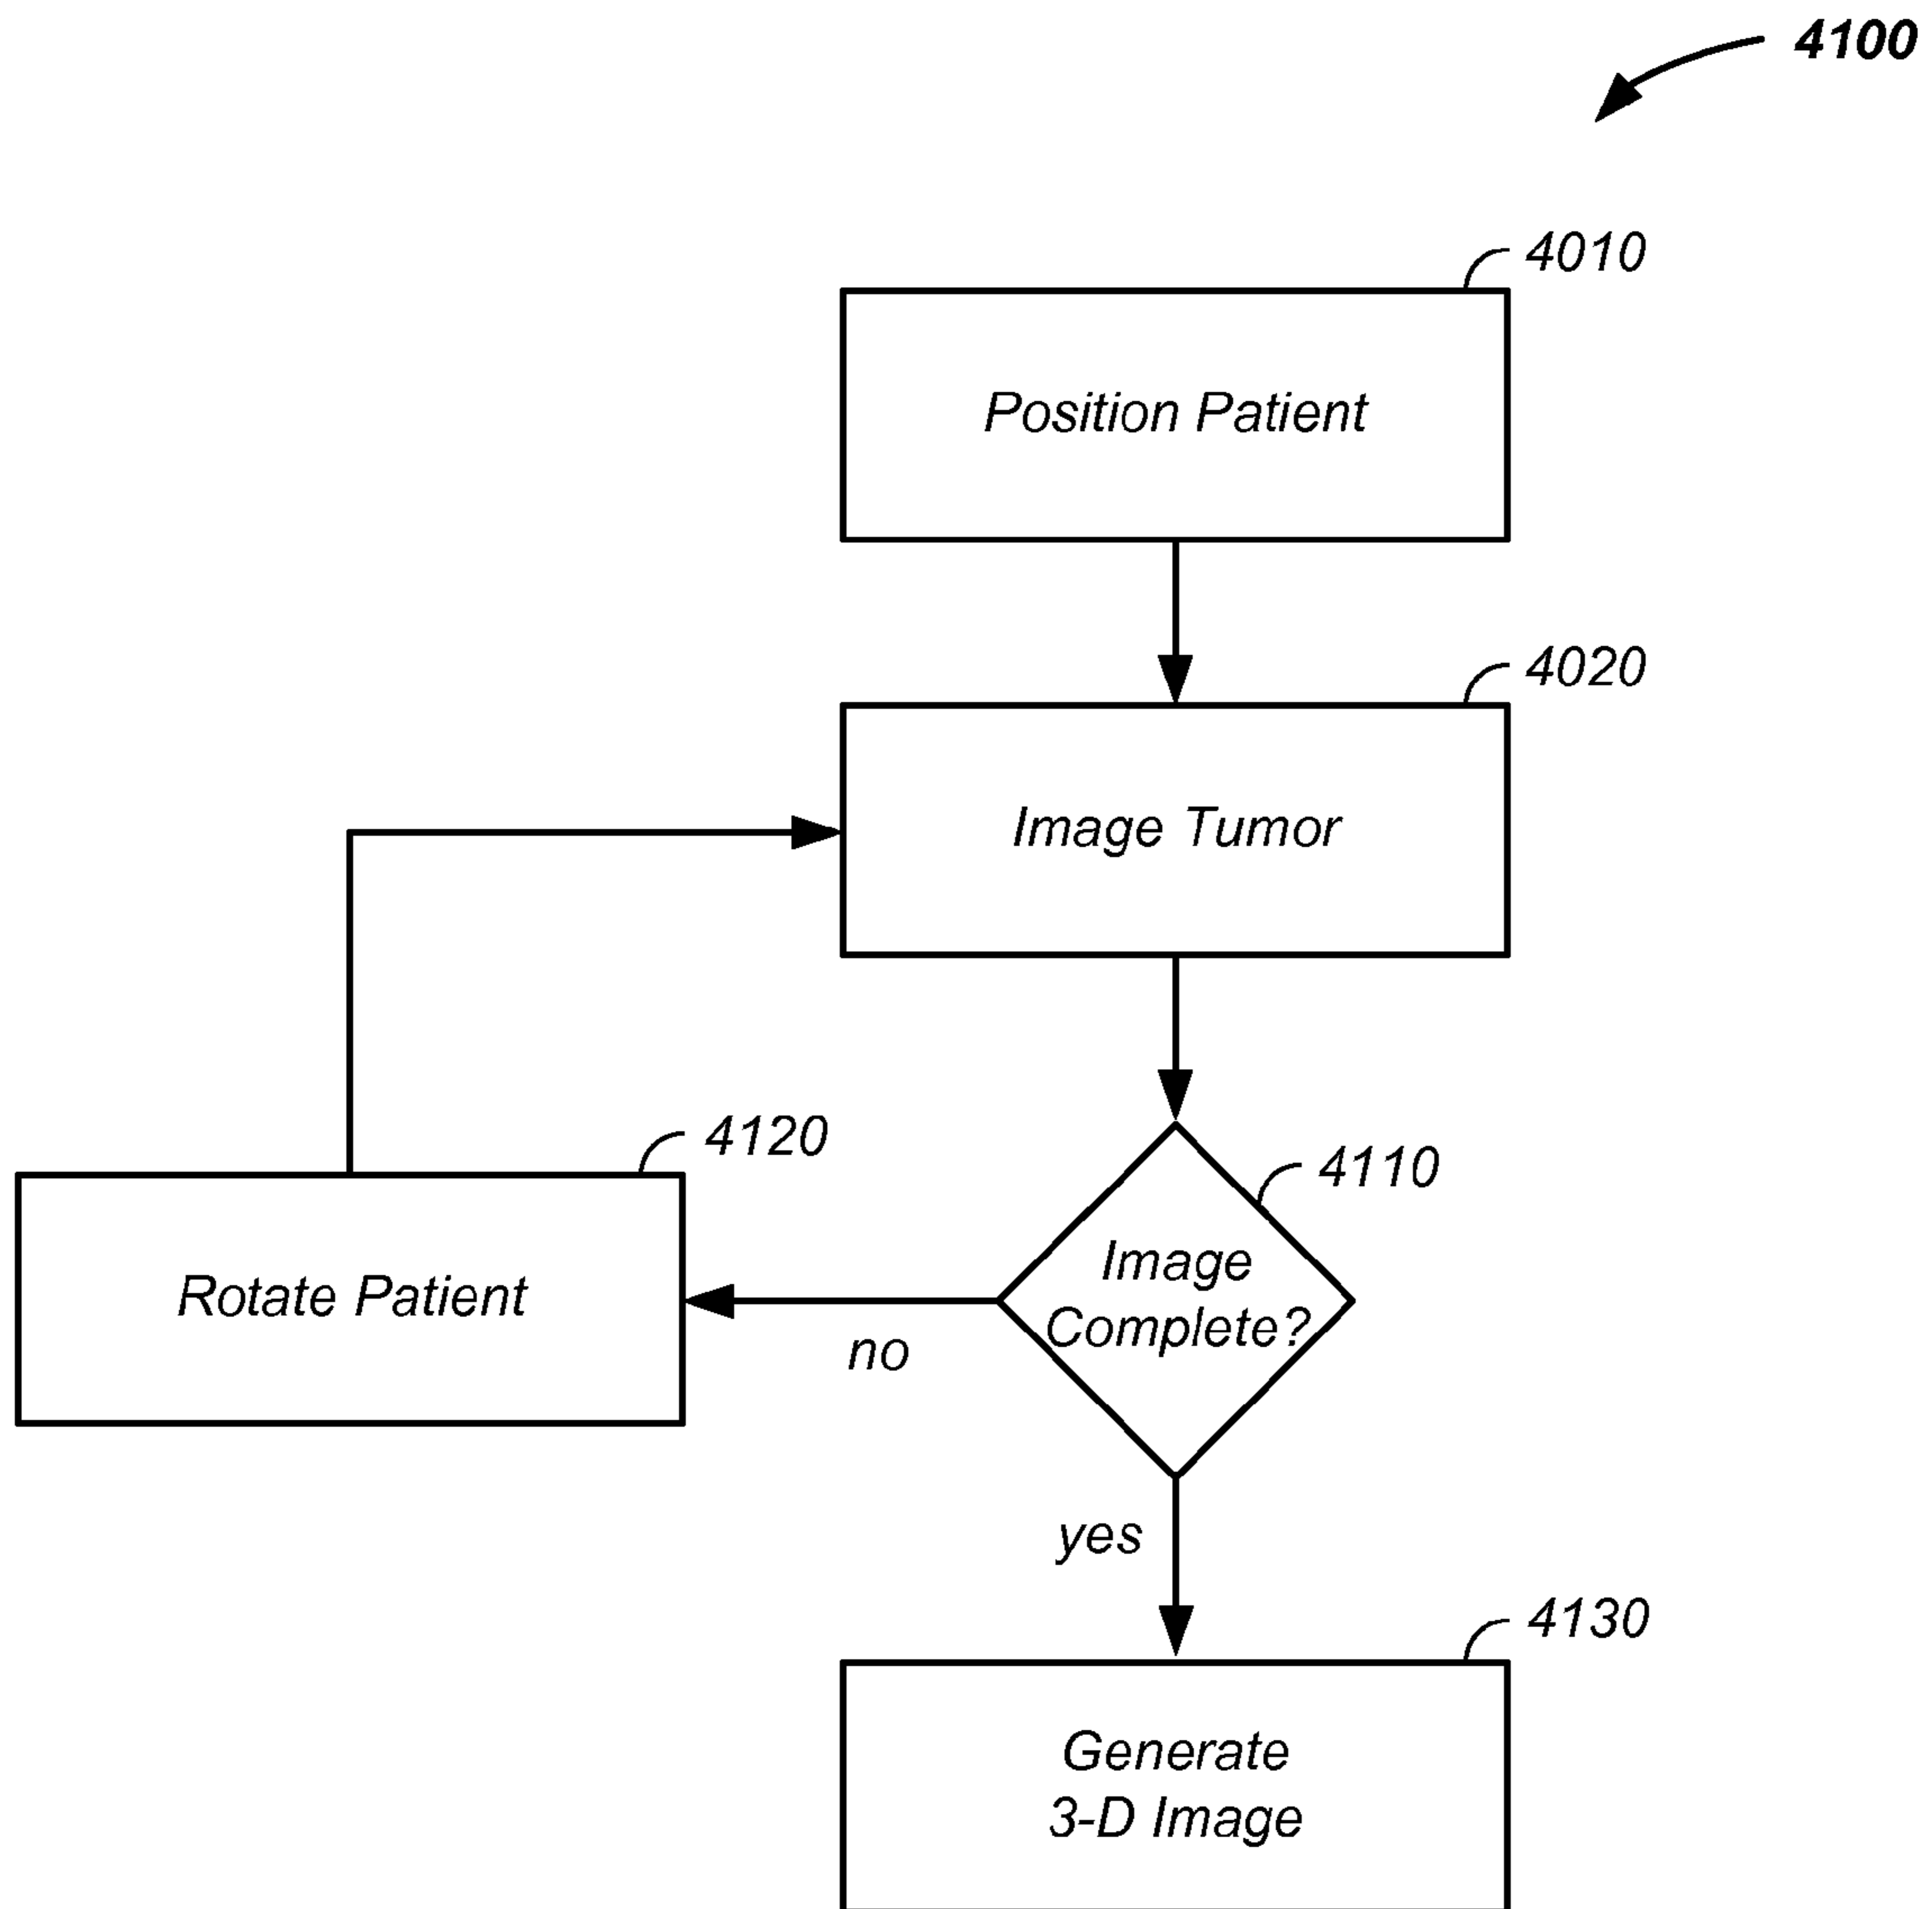 4100
4010
Position Patient
4020
Image Tumor
4120
4110
Rotate Patient
Image
Complete?
no
yes
4130
Generate
3-D Image